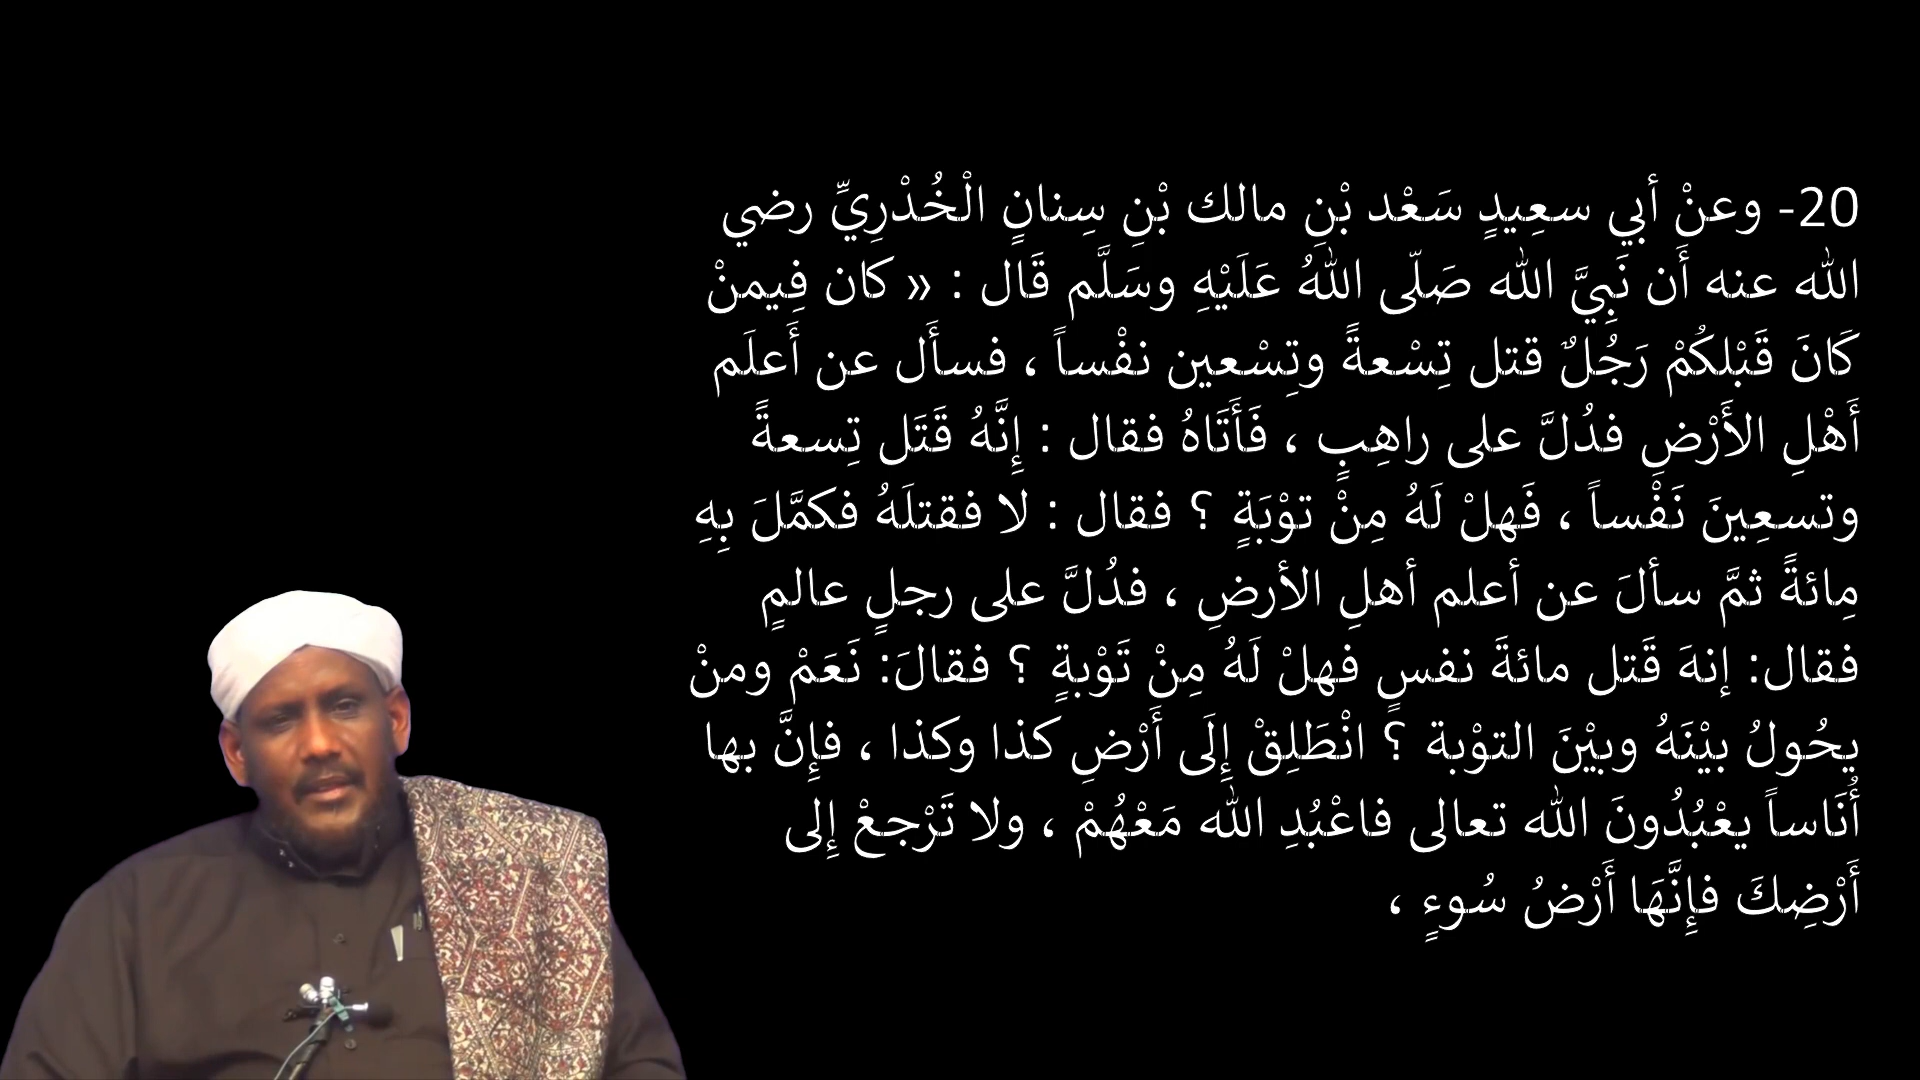 20- وعنْ أبي سعِيدٍ سَعْد بْنِ مالك بْنِ سِنانٍ الْخُدْرِيِّ رضي
الله عنه أَن نَبِيَّ الله صَلّى اللهُ عَلَيْهِ وسَلَّم قَال : « كان فِيمنْ
كَانَ قَبْلكُمْ رَجُلٌ قتل تِسْعةً وتِسْعين نفْساً ، فسأَل عن أَعلَم
أَهْلِ الأَرْضِ فدُلَّ على راهِبٍ ، فَأَتَاهُ فقال : إِنَّهُ قَتَل تِسعةً
وتسعِينَ نَفْساً ، فَهلْ لَهُ مِنْ توْبَةٍ ؟ فقال : لا فقتلَهُ فكمَّلَ بِهِ
مِائةً ثمَّ سألَ عن أعلم أهلِ الأرضِ ، فدُلَّ على رجلٍ عالمٍ
فقال: إنهَ قَتل مائةَ نفسٍ فهلْ لَهُ مِنْ تَوْبةٍ ؟ فقالَ: نَعَمْ ومنْ
يحُولُ بيْنَهُ وبيْنَ التوْبة ؟ انْطَلِقْ إِلَى أَرْضِ كذا وكذا ، فإِنَّ بها
أُنَاساً يعْبُدُونَ الله تعالى فاعْبُدِ الله مَعْهُمْ ، ولا تَرْجعْ إِلى
أَرْضِكَ فإِنَّهَا أَرْضُ سُوءٍ ،